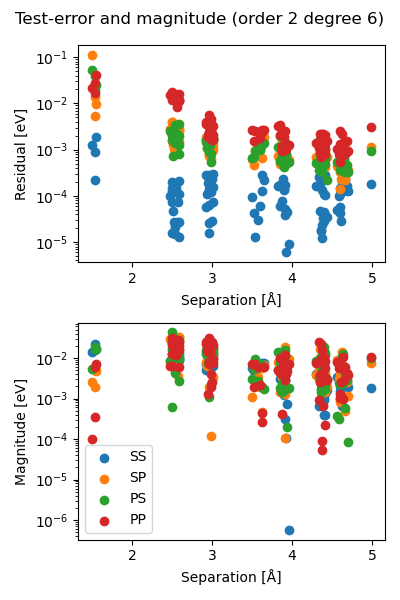 Test-error and magnitude (order 2 degree 6)
10⁻¹
10⁻²
10⁻³
10⁻⁴
10⁻⁵
Residual [eV]
2 3 4 5
Separation [Å]
10⁻²
10⁻³
10⁻⁴
10⁻⁵
10⁻⁶
Magnitude [eV]
SS
SP
PS
PP
2 3 4 5
Separation [Å]